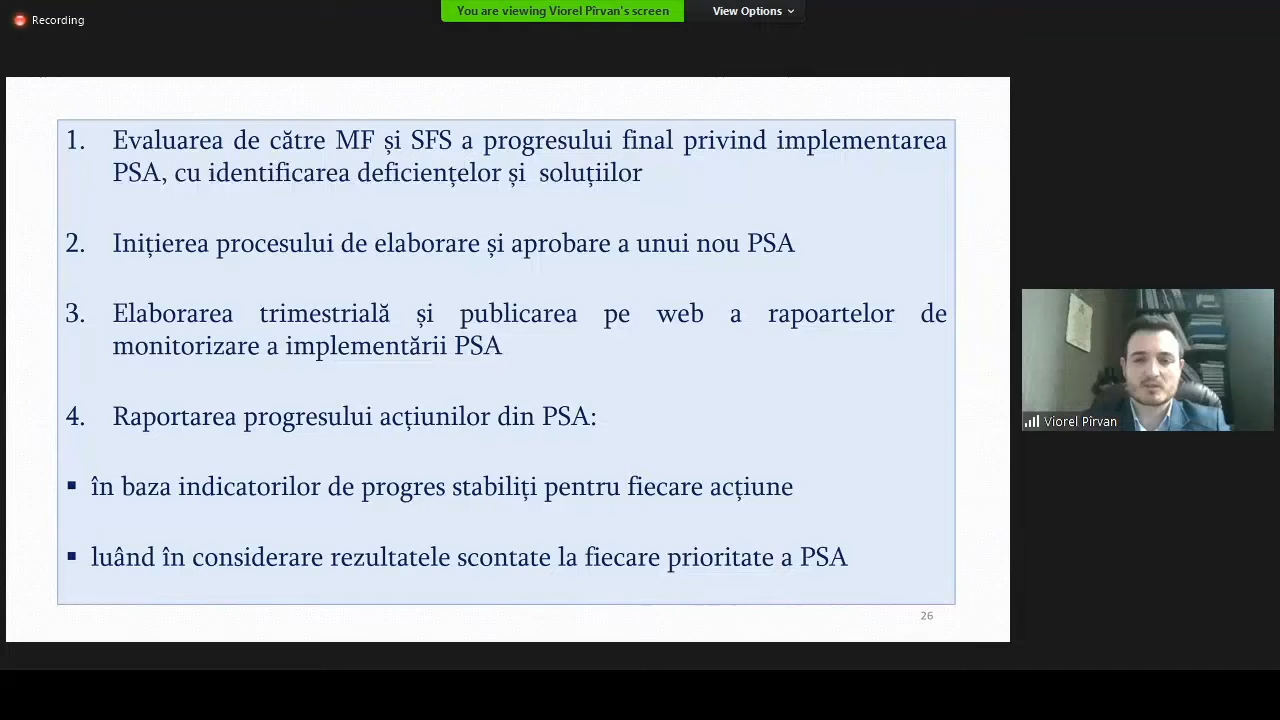 Recording
You are viewing Viorel Pîrvan's screen
View Options
1. Evaluarea de către MF și SFS a progresului final privind implementarea
PSA, cu identificarea deficiențelor și soluțiilor
2. Inițierea procesului de elaborare și aprobare a unui nou PSA
3. Elaborarea trimestrială și publicarea pe web a rapoartelor de
monitorizare a implementării PSA
4. Raportarea progresului acțiunilor din PSA:
▪ în baza indicatorilor de progres stabiliți pentru fiecare acțiune
▪ luând în considerare rezultatele scontate la fiecare prioritate a PSA
26
Viorel Pîrvan